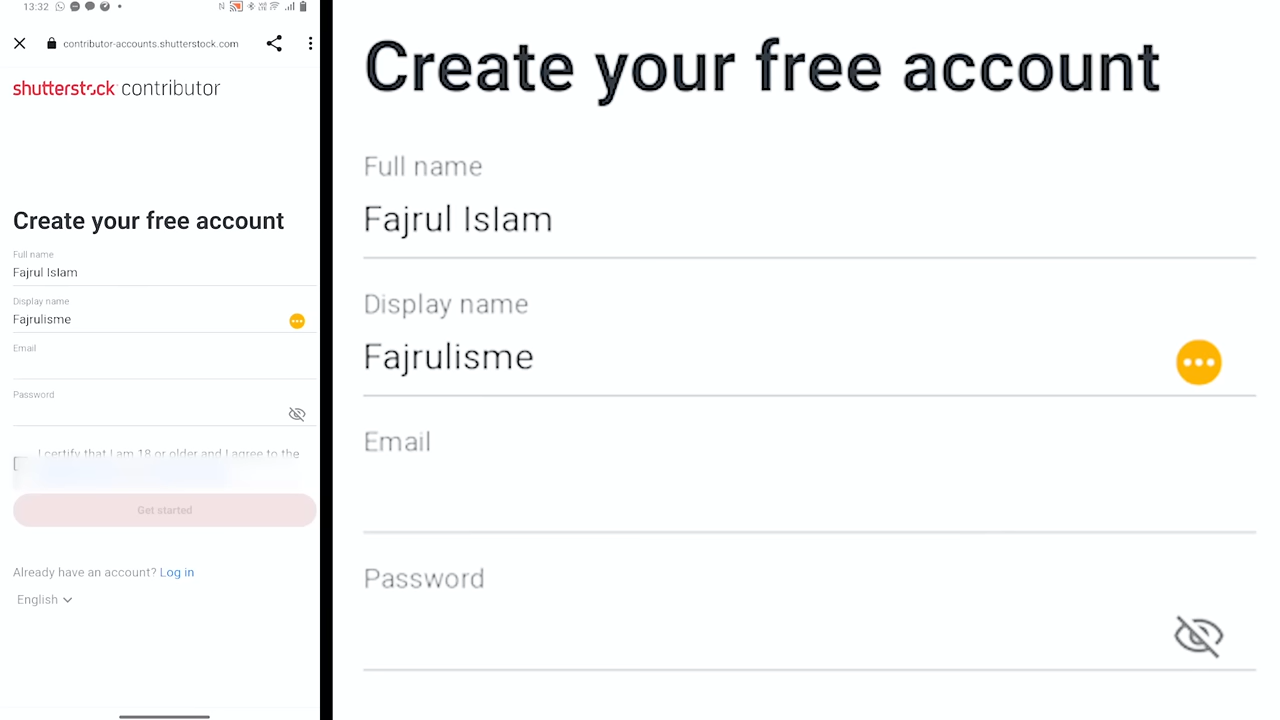 13:32
contributor-accounts.shutterstock.com
shutterstock contributor
Create your free account
Full name
Fajrul Islam
Display name
Fajrulisme
Email
Password
I certify that I am 18 or older and I agree to the
Get started
Already have an account? Log in
English
Create your free account
Full name
Fajrul Islam
Display name
Fajrulisme
Email
Password